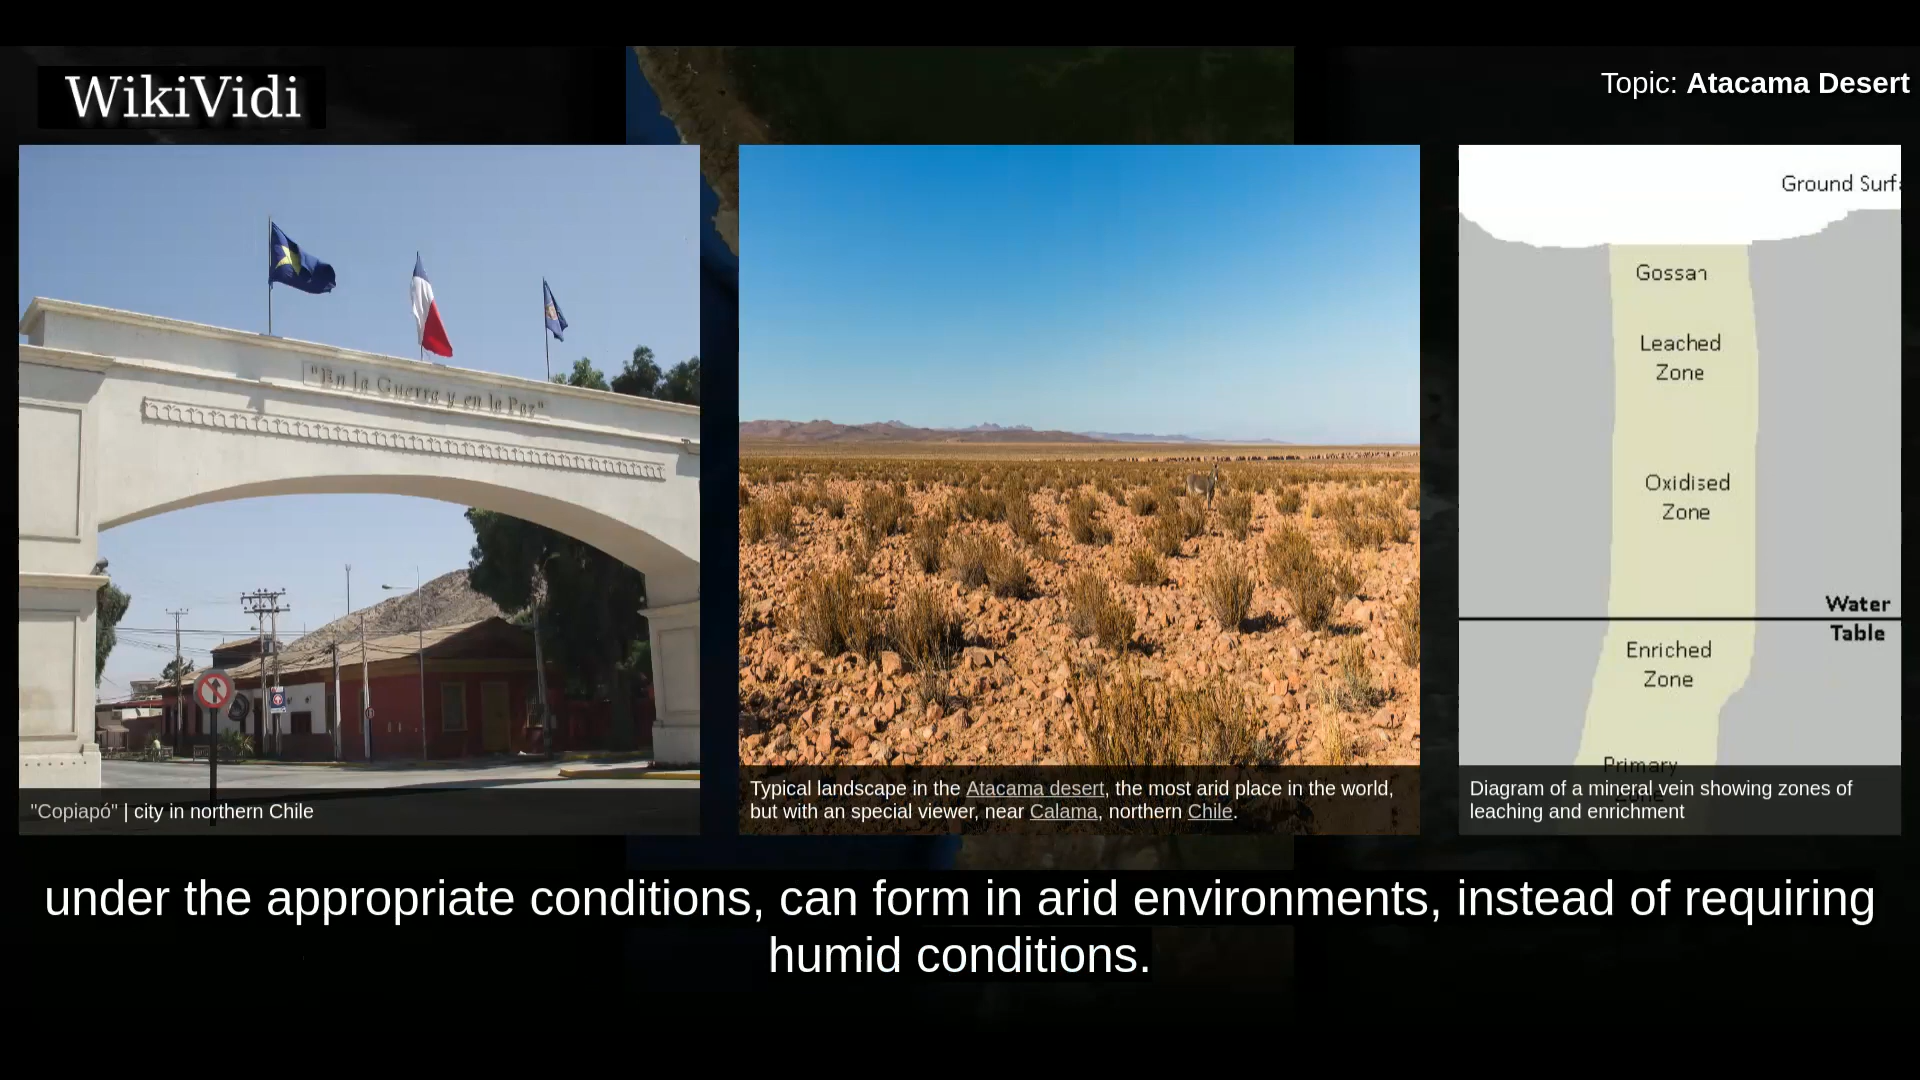 WikiVidi
Topic: Atacama Desert
"En la Guerra y en la Paz"
"Copiapó" | city in northern Chile
Typical landscape in the Atacama desert, the most arid place in the world,
but with an special viewer, near Calama, northern Chile.
Ground Surf
Gossan
Leached
Zone
Oxidised
Zone
Water
Table
Enriched
Zone
Primary
Zone
Diagram of a mineral vein showing zones of
leaching and enrichment
under the appropriate conditions, can form in arid environments, instead of requiring
humid conditions.